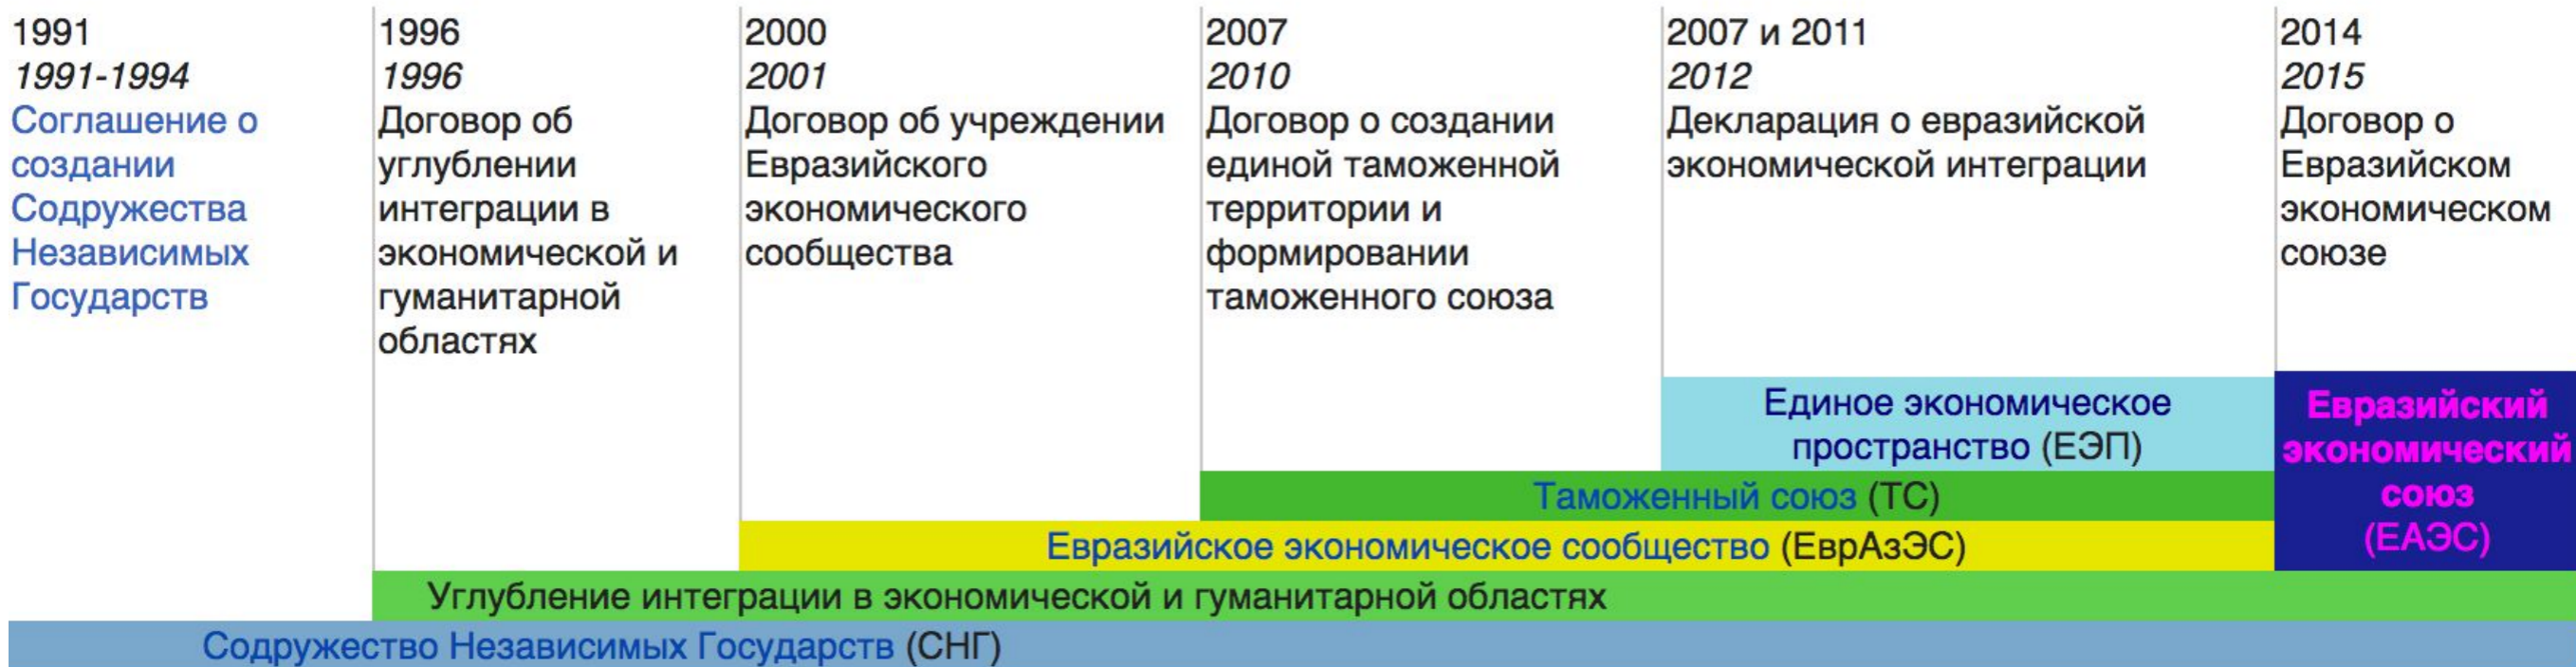 1991
1991-1994
Соглашение о
создании
Содружества
Независимых
Государств
1996
1996
Договор об
углублении
интеграции в
экономической и
гуманитарной
областях
2000
2001
Договор об учреждении
Евразийского
экономического
сообщества
2007
2010
Договор о создании
единой таможенной
территории и
формировании
таможенного союза
2007 и 2011
2012
Декларация о евразийской
экономической интеграции
2014
2015
Договор о
Евразийском
экономическом
союзе
Единое экономическое
пространство (ЕЭП)
Евразийский
экономический
союз
(ЕАЭС)
Таможенный союз (ТС)
Евразийское экономическое сообщество (ЕврАзЭС)
Углубление интеграции в экономической и гуманитарной областях
Содружество Независимых Государств (СНГ)